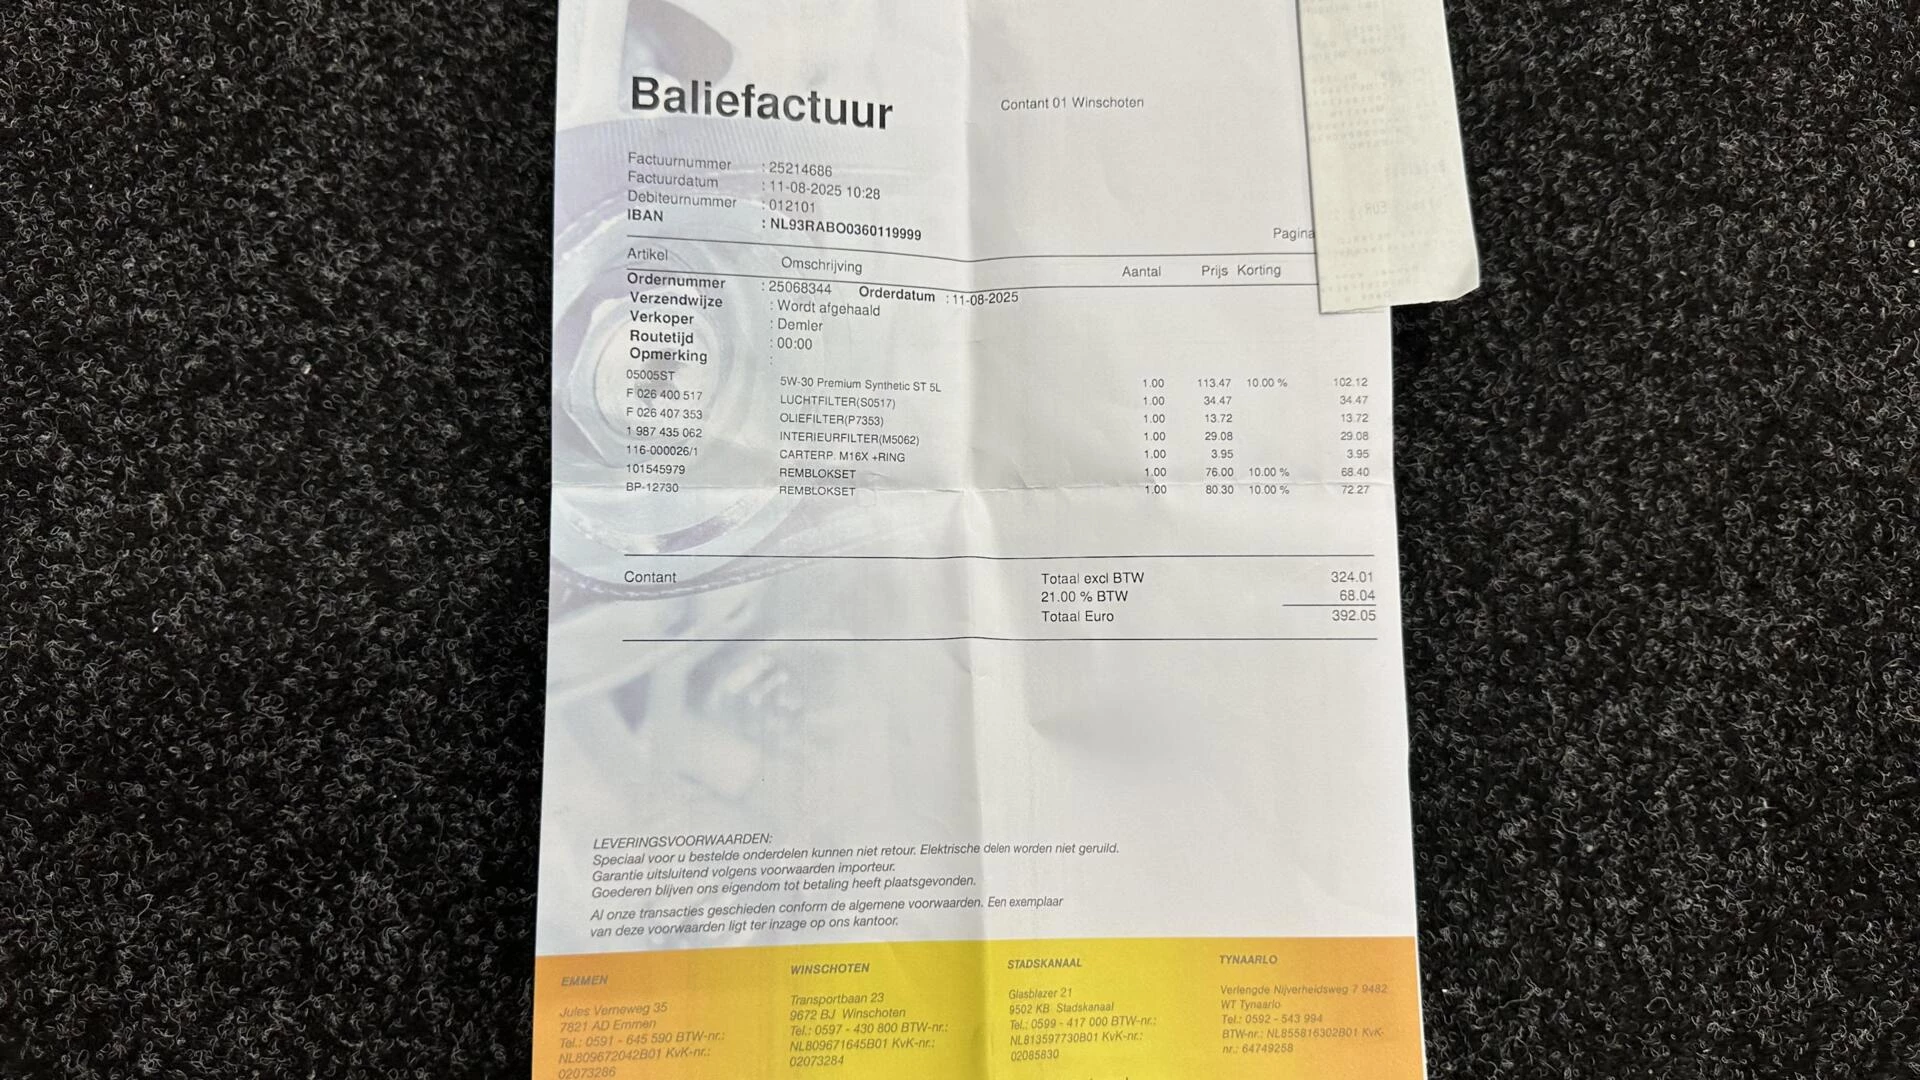 Baliefactuur
Contant 01 Winschoten
Factuurnummer : 25214686
Factuurdatum : 11-08-2025 10:28
Debiteurnummer : 012101
IBAN : NL93RABO0360119999
Pagina
Artikel Omschrijving Aantal Prijs Korting
Ordernummer : 25068344 Orderdatum : 11-08-2025
Verzendwijze : Wordt afgehaald
Verkoper : Demler
Routetijd : 00:00
Opmerking :
05005ST 5W-30 Premium Synthetic ST 5L 1.00 113.47 10.00 % 102.12
F 026 400 517 LUCHTFILTER(S0517) 1.00 34.47 34.47
F 026 407 353 OLIEFILTER(P7353) 1.00 13.72 13.72
1 987 435 062 INTERIEURFILTER(M5062) 1.00 29.08 29.08
116-000026/1 CARTERP. M16X +RING 1.00 3.95 3.95
101545979 REMBLOKSET 1.00 76.00 10.00 % 68.40
BP-12730 REMBLOKSET 1.00 80.30 10.00 % 72.27
Contant Totaal excl BTW 324.01
21.00 % BTW 68.04
Totaal Euro 392.05
LEVERINGSVOORWAARDEN:
Speciaal voor u bestelde onderdelen kunnen niet retour. Elektrische delen worden niet geruild.
Garantie uitsluitend volgens voorwaarden importeur.
Goederen blijven ons eigendom tot betaling heeft plaatsgevonden.
Al onze transacties geschieden conform de algemene voorwaarden. Een exemplaar
van deze voorwaarden ligt ter inzage op ons kantoor.
EMMEN
Jules Verneweg 35
7821 AD Emmen
Tel.: 0591 - 645 590 BTW-nr.:
NL809672042B01 KvK-nr.:
02073286
WINSCHOTEN
Transportbaan 23
9672 BJ Winschoten
Tel.: 0597 - 430 800 BTW-nr.:
NL809671645B01 KvK-nr.:
02073284
STADSKANAAL
Glasblazer 21
9502 KB Stadskanaal
Tel.: 0599 - 417 000 BTW-nr.:
NL813597730B01 KvK-nr.:
02085830
TYNAARLO
Verlengde Nijverheidsweg 7 9482
WT Tynaarlo
Tel.: 0592 - 543 994
BTW-nr.: NL855816302B01 KvK-
nr.: 64749258